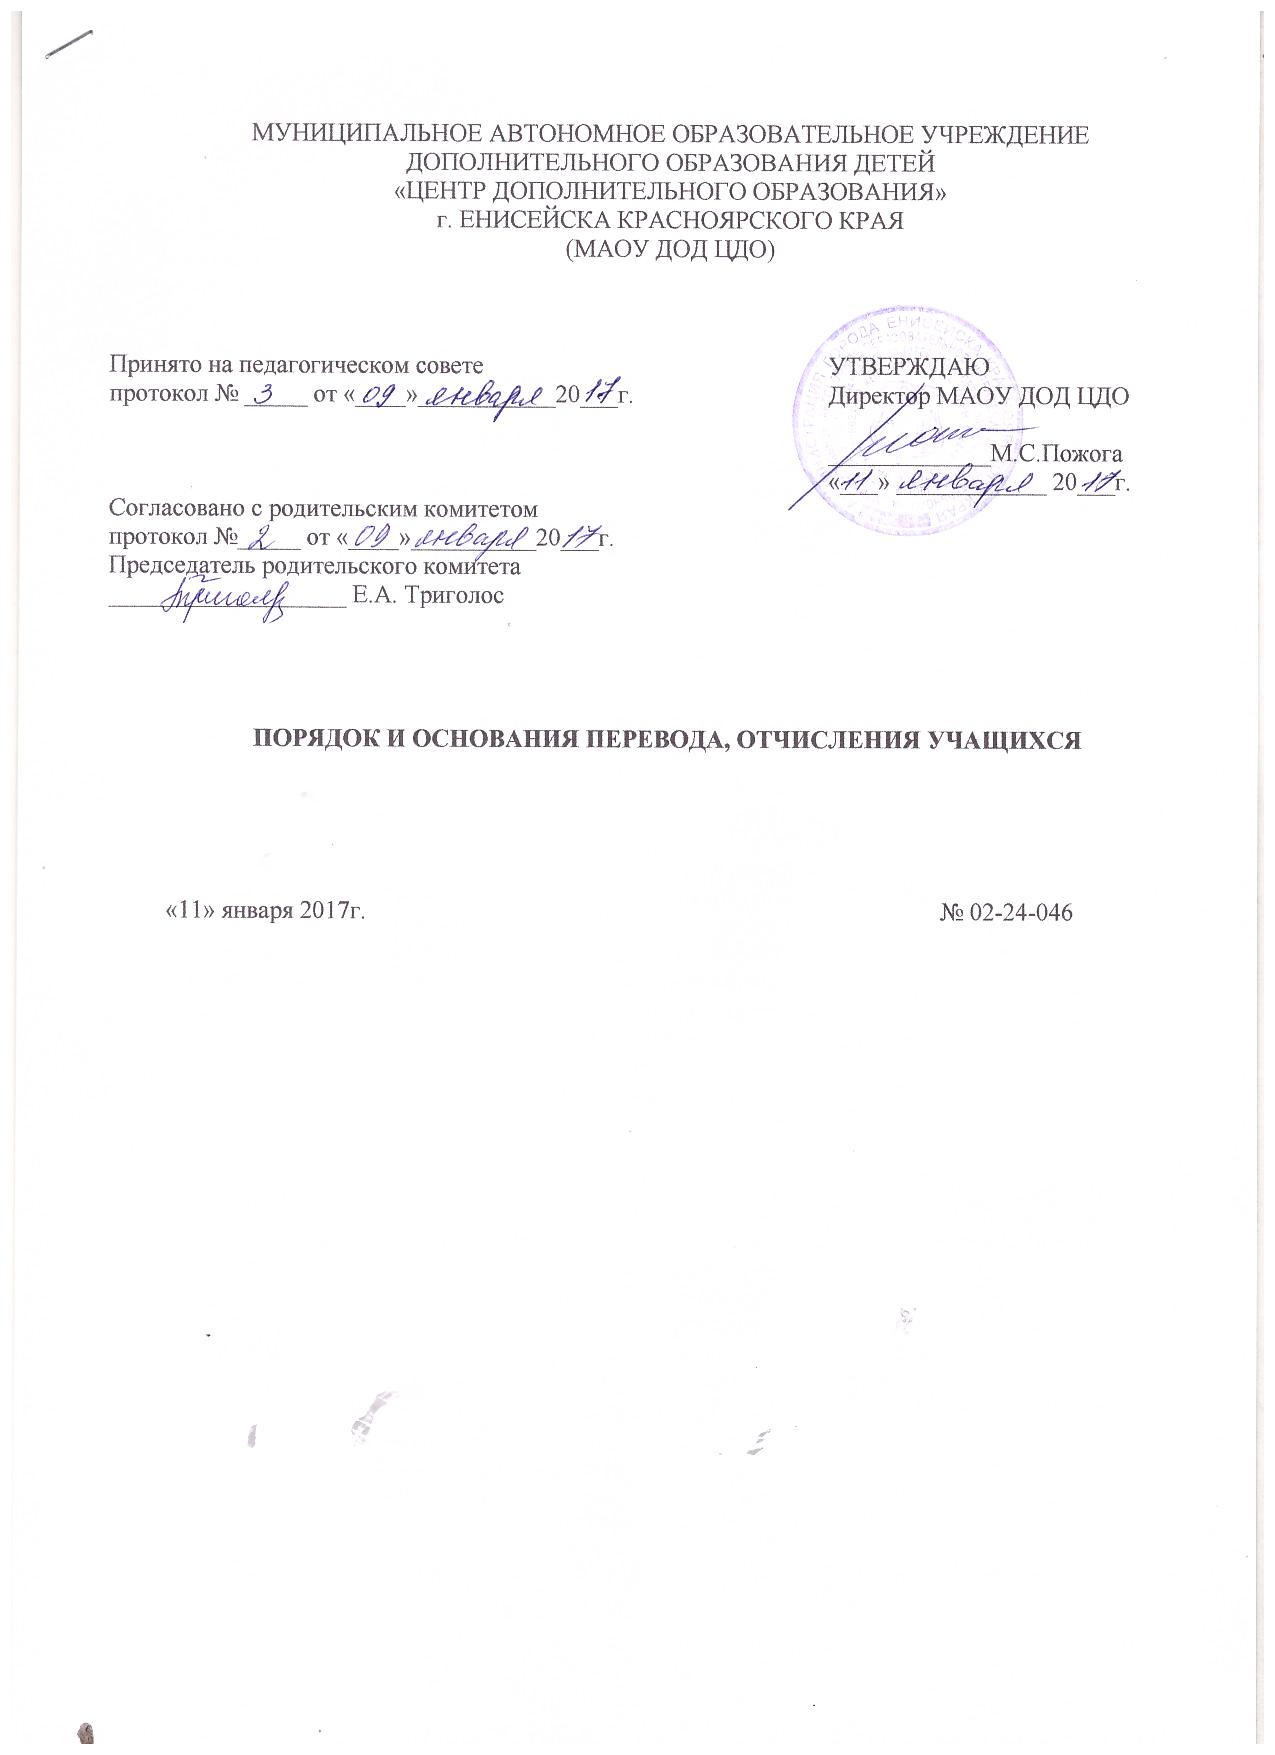 МУНИЦИПАЛЬНОЕ АВТОНОМНОЕ ОБРАЗОВАТЕЛЬНОЕ УЧРЕЖДЕНИЕ
ДОПОЛНИТЕЛЬНОГО ОБРАЗОВАНИЯ ДЕТЕЙ
«ЦЕНТР ДОПОЛНИТЕЛЬНОГО ОБРАЗОВАНИЯ»
г. ЕНИСЕЙСКА КРАСНОЯРСКОГО КРАЯ
(МАОУ ДОД ЦДО)
Принято на педагогическом совете
протокол № 3 от «09» января 2017г.
УТВЕРЖДАЮ
Директор МАОУ ДОД ЦДО
М.С.Пожога
«11» января 2017г.
Согласовано с родительским комитетом
протокол № 2 от «09» января 2017г.
Председатель родительского комитета
Е.А. Триголос
ПОРЯДОК И ОСНОВАНИЯ ПЕРЕВОДА, ОТЧИСЛЕНИЯ УЧАЩИХСЯ
«11» января 2017г. № 02-24-046